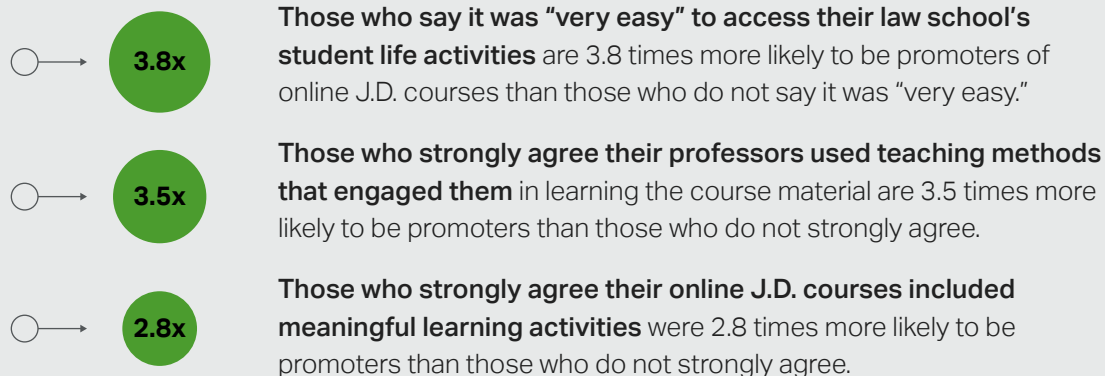 3.8x
Those who say it was “very easy” to access their law school’s
student life activities are 3.8 times more likely to be promoters of
online J.D. courses than those who do not say it was “very easy.”
3.5x
Those who strongly agree their professors used teaching methods
that engaged them in learning the course material are 3.5 times more
likely to be promoters than those who do not strongly agree.
2.8x
Those who strongly agree their online J.D. courses included
meaningful learning activities were 2.8 times more likely to be
promoters than those who do not strongly agree.